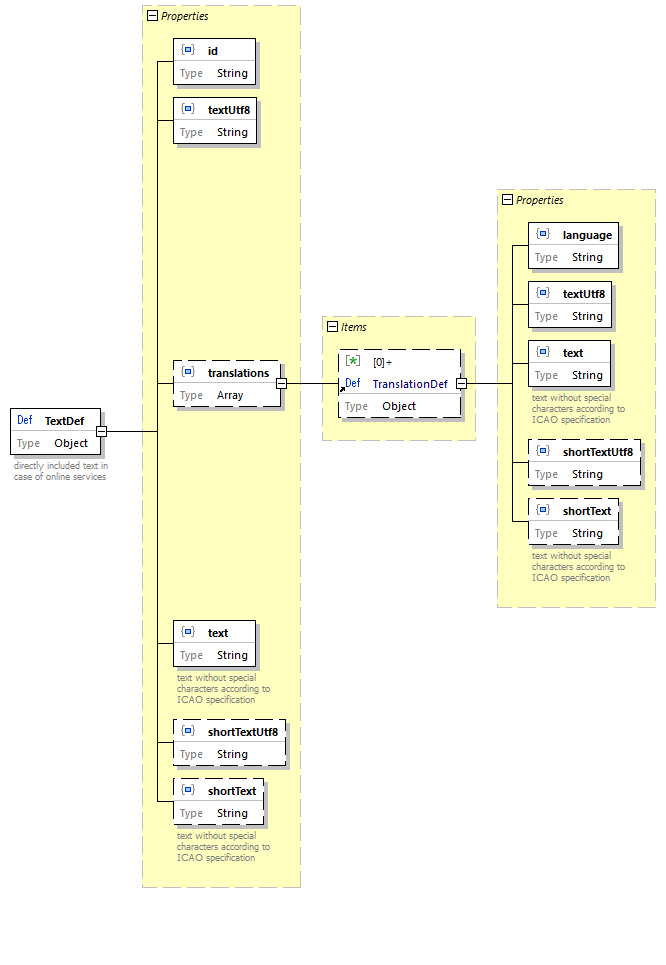 Properties
id
Type String
textUtf8
Type String
translations
Type Array
Items
[0]+
Def TranslationDef
Type Object
Properties
language
Type String
textUtf8
Type String
text
Type String
text without special
characters according to
ICAO specification
shortTextUtf8
Type String
shortText
Type String
text without special
characters according to
ICAO specification
Def TextDef
Type Object
directly included text in
case of online services
text
Type String
text without special
characters according to
ICAO specification
shortTextUtf8
Type String
shortText
Type String
text without special
characters according to
ICAO specification